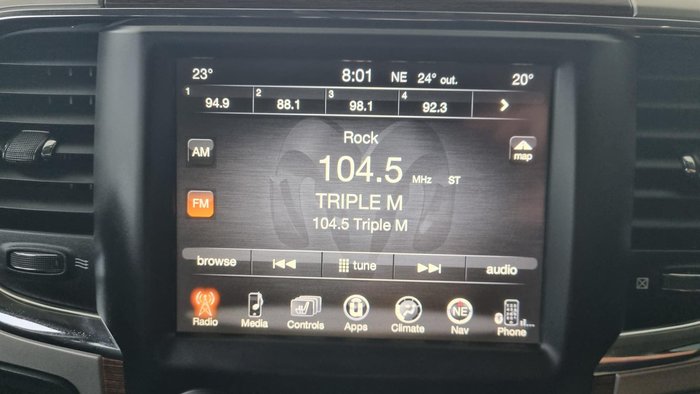 23° 8:01 NE 24° out. 20°
1 94.9 2 88.1 3 98.1 4 92.3
Rock
AM 104.5 MHz ST map
FM TRIPLE M
104.5 Triple M
browse tune audio
Radio Media Controls Apps Climate NE Nav Phone